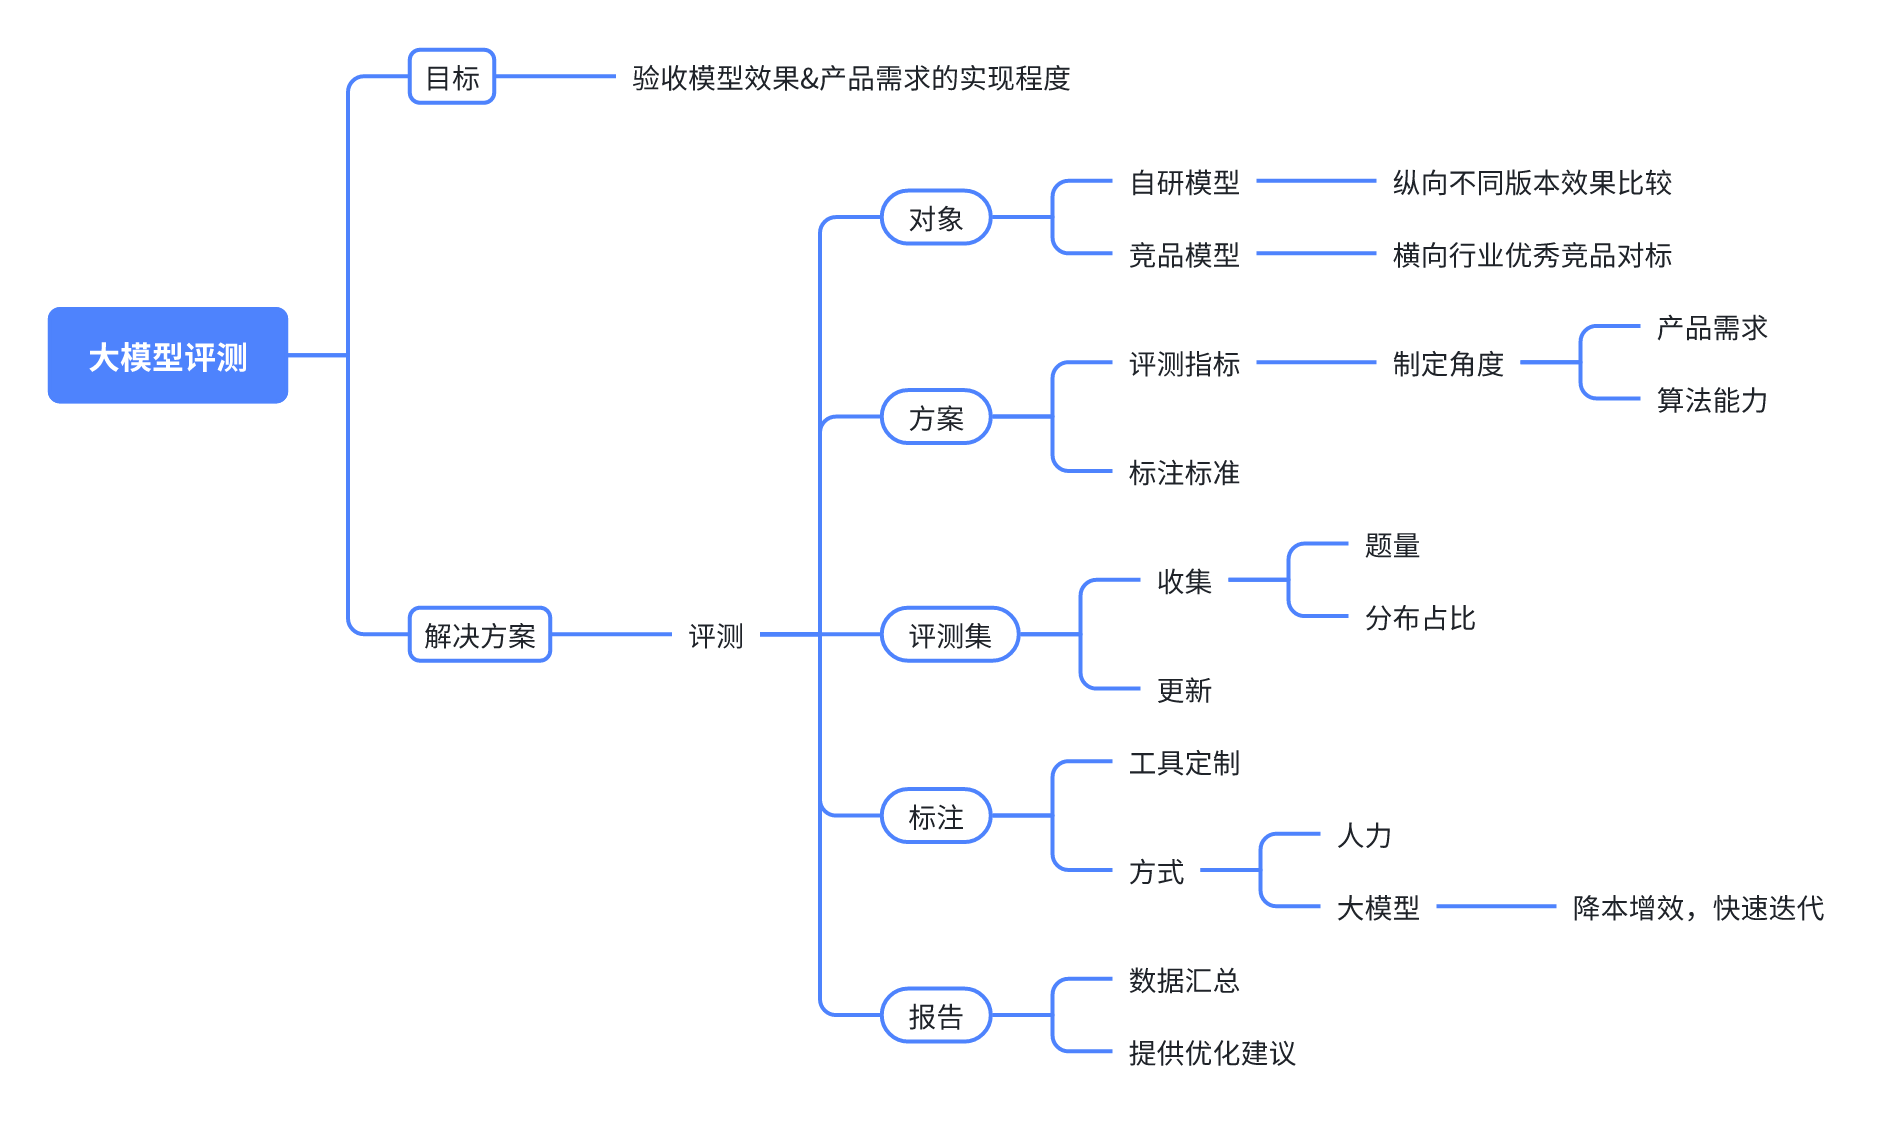 大模型评测
目标
验收模型效果&产品需求的实现程度
解决方案
评测
对象
自研模型
纵向不同版本效果比较
竞品模型
横向行业优秀竞品对标
方案
评测指标
制定角度
产品需求
算法能力
标注标准
评测集
收集
题量
分布占比
更新
标注
工具定制
方式
人力
大模型
降本增效，快速迭代
报告
数据汇总
提供优化建议